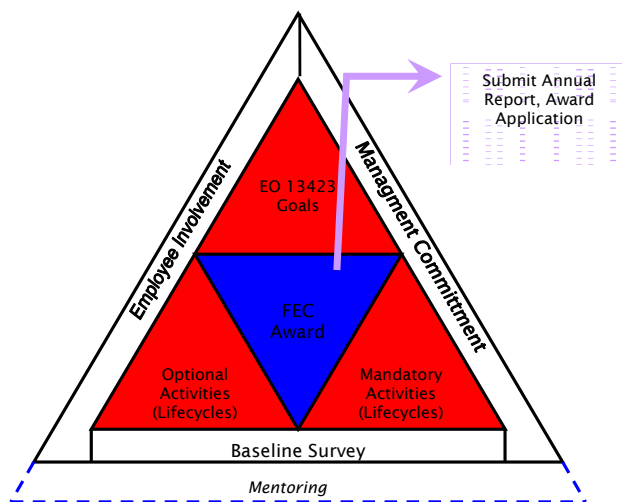 Submit Annual
Report, Award
Application
Employee Involvement
Managment Committment
EO 13423
Goals
FEC
Award
Optional
Activities
(Lifecycles)
Mandatory
Activities
(Lifecycles)
Baseline Survey
Mentoring